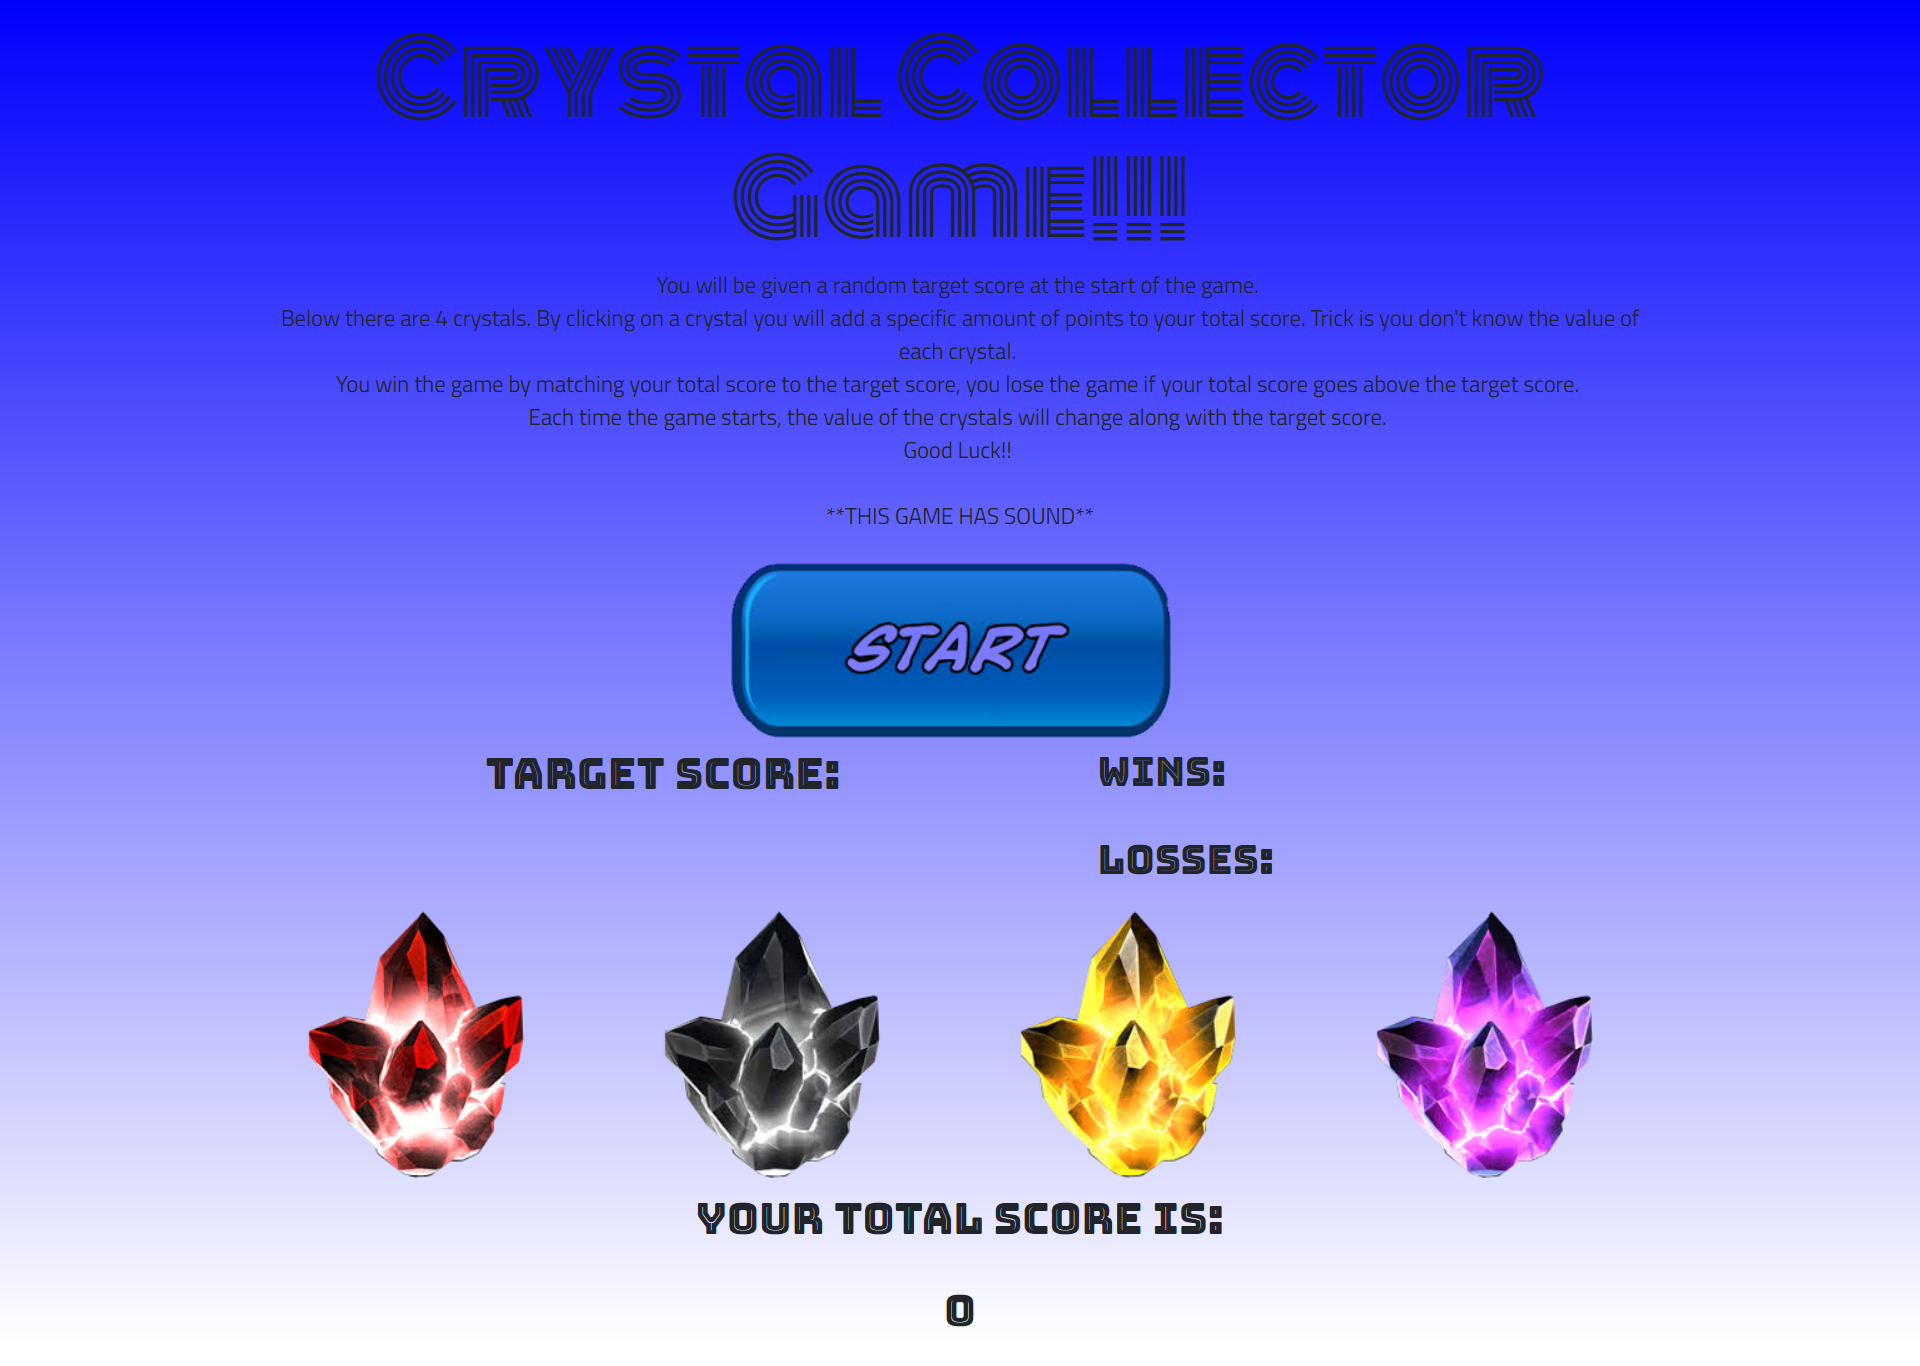 Crystal Collector
Game!!!
You will be given a random target score at the start of the game.
Below there are 4 crystals. By clicking on a crystal you will add a specific amount of points to your total score. Trick is you don't know the value of
each crystal.
You win the game by matching your total score to the target score, you lose the game if your total score goes above the target score.
Each time the game starts, the value of the crystals will change along with the target score.
Good Luck!!
**THIS GAME HAS SOUND**
START
TARGET SCORE:
WINS:
LOSSES:
YOUR TOTAL SCORE IS:
0